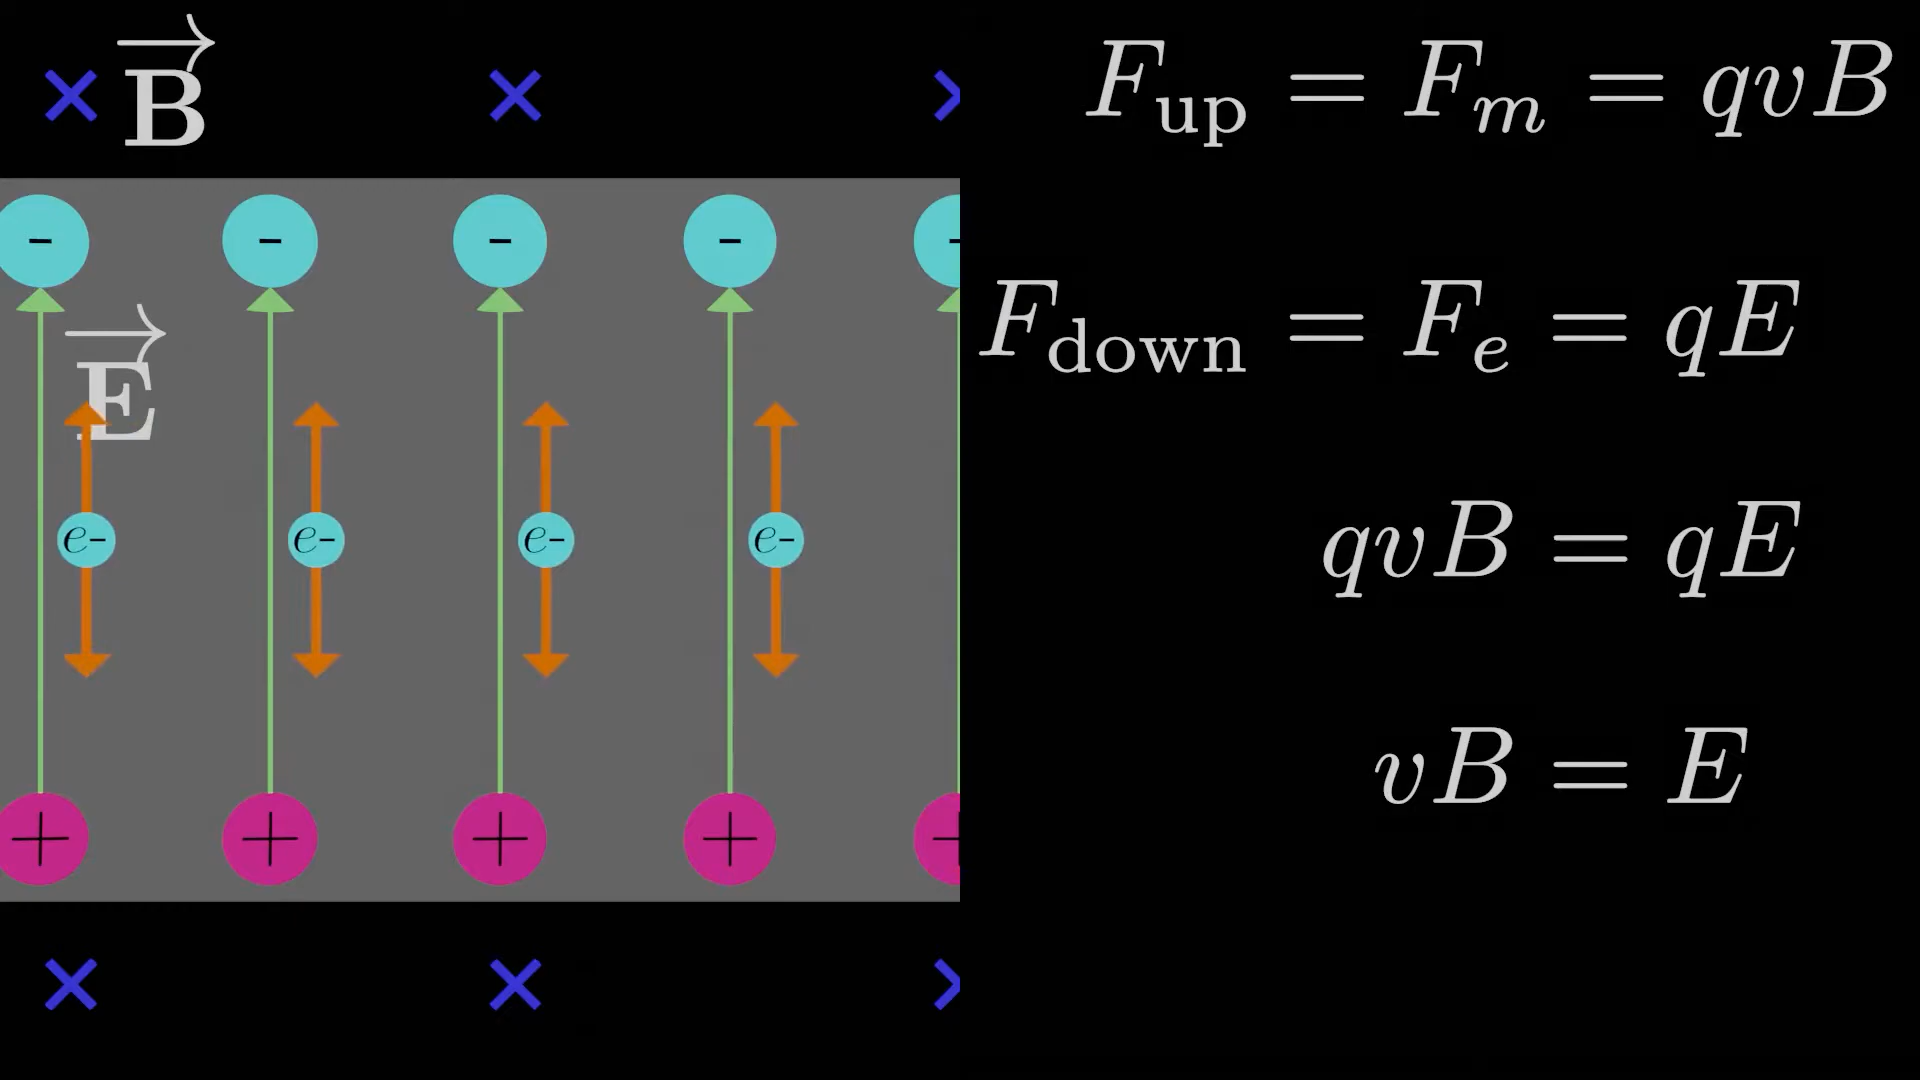 × B⃗ × ×
- - - - -
E⃗
e- e- e- e-
+ + + + +
× × ×
F_up = F_m = qvB
F_down = F_e = qE
qvB = qE
vB = E